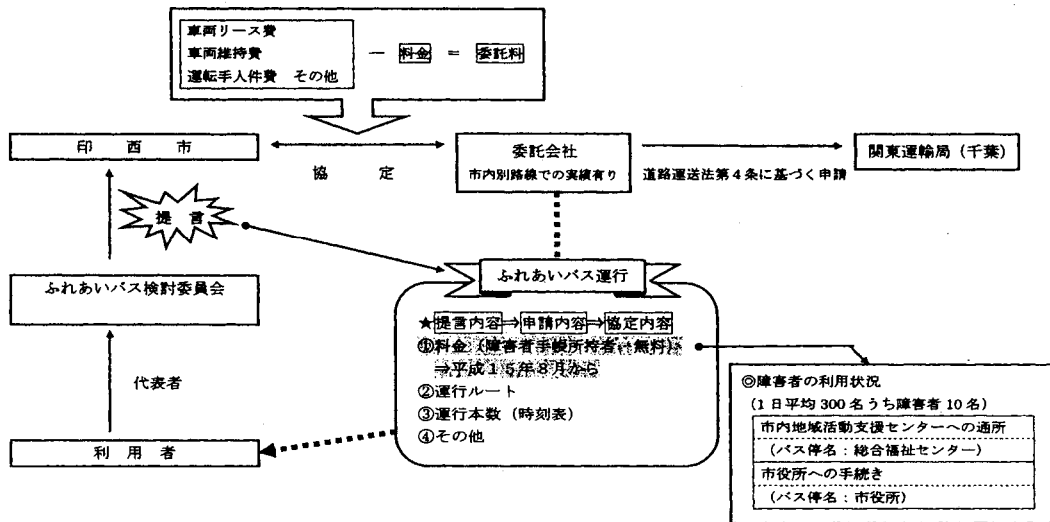 車両リース費
車両維持費
運転手人件費 その他
－ 料金 ＝ 委託料
印 西 市
協 定
委託会社
市内別路線での実績有り
道路運送法第4条に基づく申請
関東運輸局（千葉）
提 言
ふれあいバス検討委員会
代表者
利 用 者
ふれあいバス運行
★提言内容⇒申請内容⇒協定内容
①料金（障害者手帳所持者：無料）
⇒平成15年8月から
②運行ルート
③運行本数（時刻表）
④その他
◎障害者の利用状況
（1日平均300名うち障害者10名）
市内地域活動支援センターへの通所
（バス停名：総合福祉センター）
市役所への手続き
（バス停名：市役所）